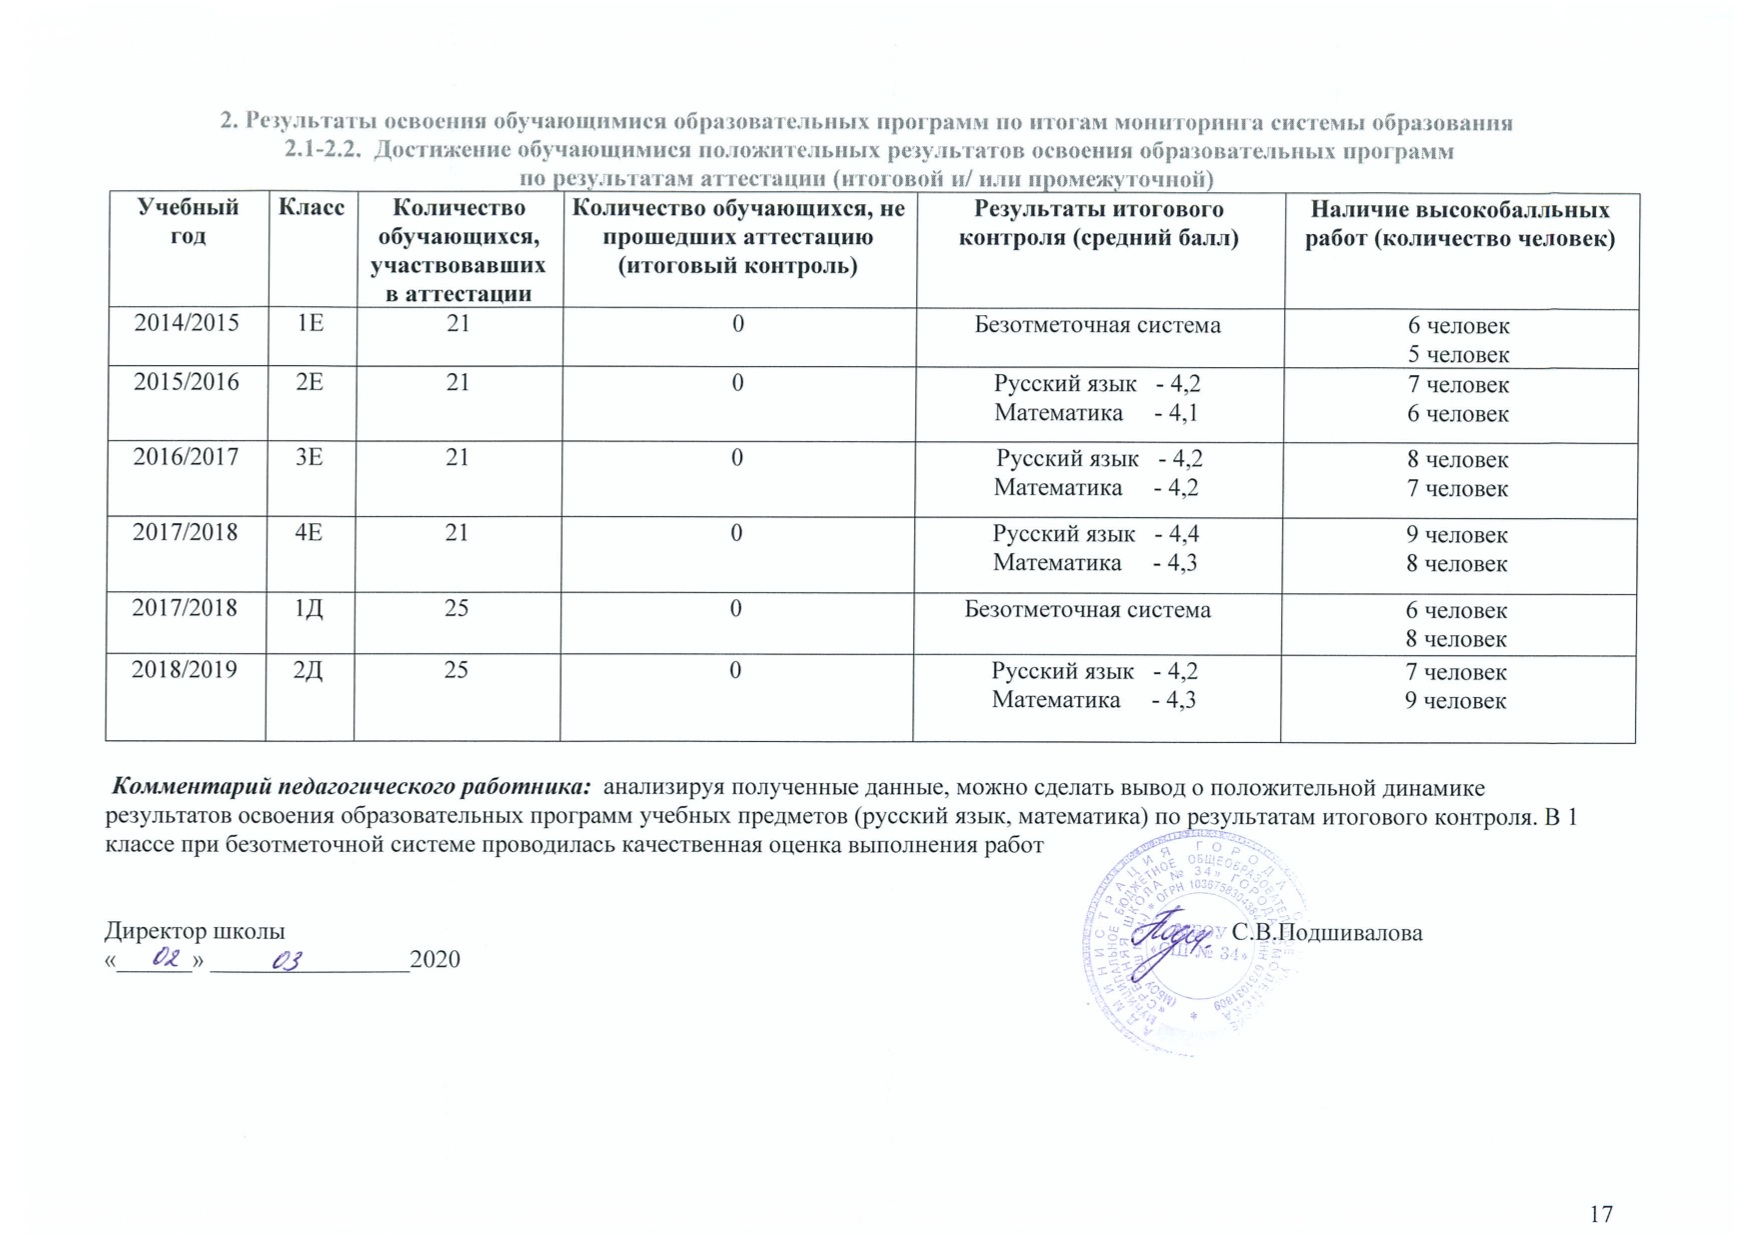 2. Результаты освоения обучающимися образовательных программ по итогам мониторинга системы образования
2.1-2.2. Достижение обучающимися положительных результатов освоения образовательных программ
по результатам аттестации (итоговой и/ или промежуточной)
Учебный год | Класс | Количество обучающихся, участвовавших в аттестации | Количество обучающихся, не прошедших аттестацию (итоговый контроль) | Результаты итогового контроля (средний балл) | Наличие высокобалльных работ (количество человек)
2014/2015 1Е 21 0 Безотметочная система 6 человек
5 человек
2015/2016 2Е 21 0 Русский язык - 4,2 7 человек
Математика - 4,1 6 человек
2016/2017 3Е 21 0 Русский язык - 4,2 8 человек
Математика - 4,2 7 человек
2017/2018 4Е 21 0 Русский язык - 4,4 9 человек
Математика - 4,3 8 человек
2017/2018 1Д 25 0 Безотметочная система 6 человек
8 человек
2018/2019 2Д 25 0 Русский язык - 4,2 7 человек
Математика - 4,3 9 человек
Комментарий педагогического работника: анализируя полученные данные, можно сделать вывод о положительной динамике
результатов освоения образовательных программ учебных предметов (русский язык, математика) по результатам итогового контроля. В 1
классе при безотметочной системе проводилась качественная оценка выполнения работ
Директор школы С.В.Подшивалова
«02» 03 2020
АДМИНИСТРАЦИЯ ГОРОДА
МБОУ
«СШ № 34»
17